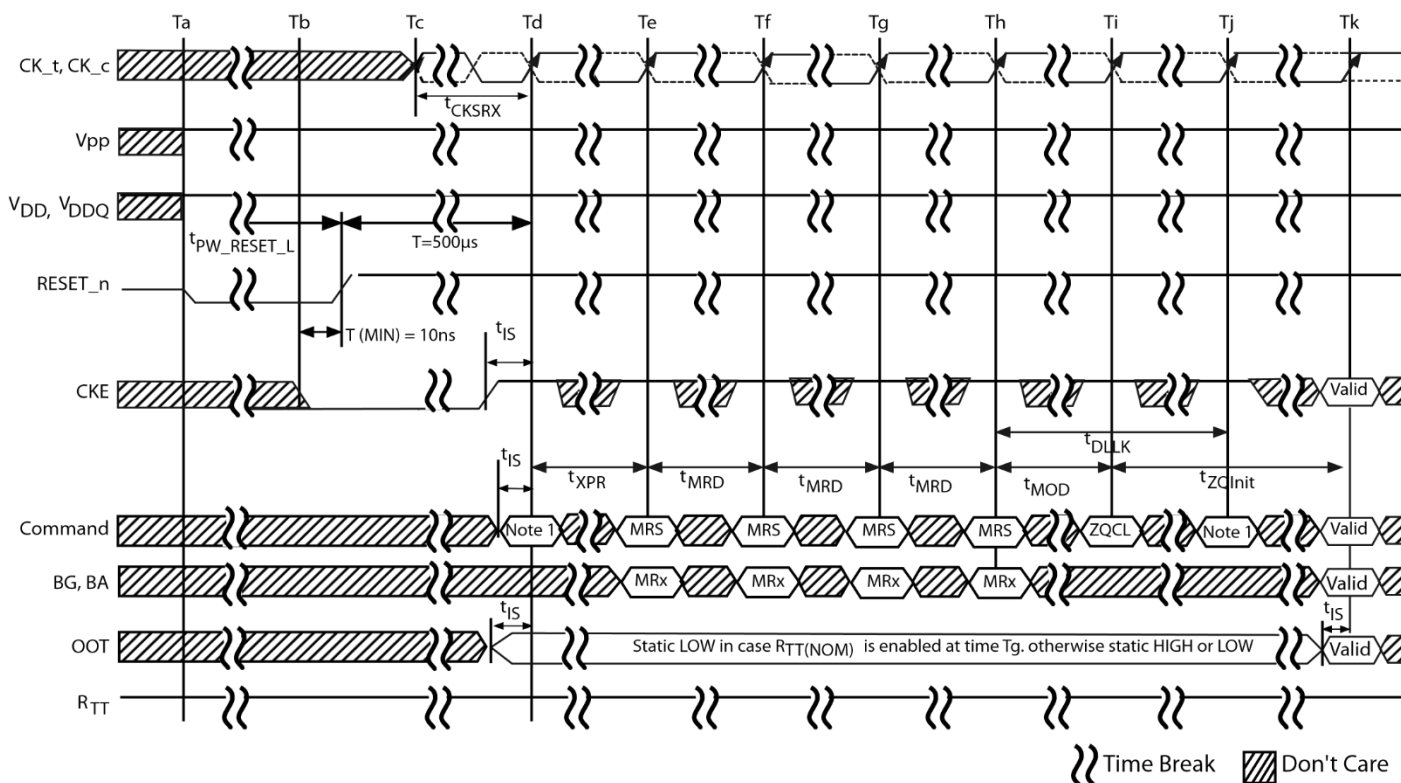 Ta Tb Tc Td Te Tf Tg Th Ti Tj Tk
CK_t, CK_c
tCKSRX
Vpp
VDD, VDDQ
tPW_RESET_L
T=500µs
RESET_n
T (MIN) = 10ns
tIS
CKE
Valid
tDLLK
tIS
tXPR tMRD tMRD tMRD tMOD tZQInit
Command Note 1 MRS MRS MRS MRS ZQCL Note 1 Valid
BG, BA MRx MRx MRx MRx Valid
tIS tIS
OOT Static LOW in case RTT(NOM) is enabled at time Tg. otherwise static HIGH or LOW Valid
RTT
Time Break Don't Care